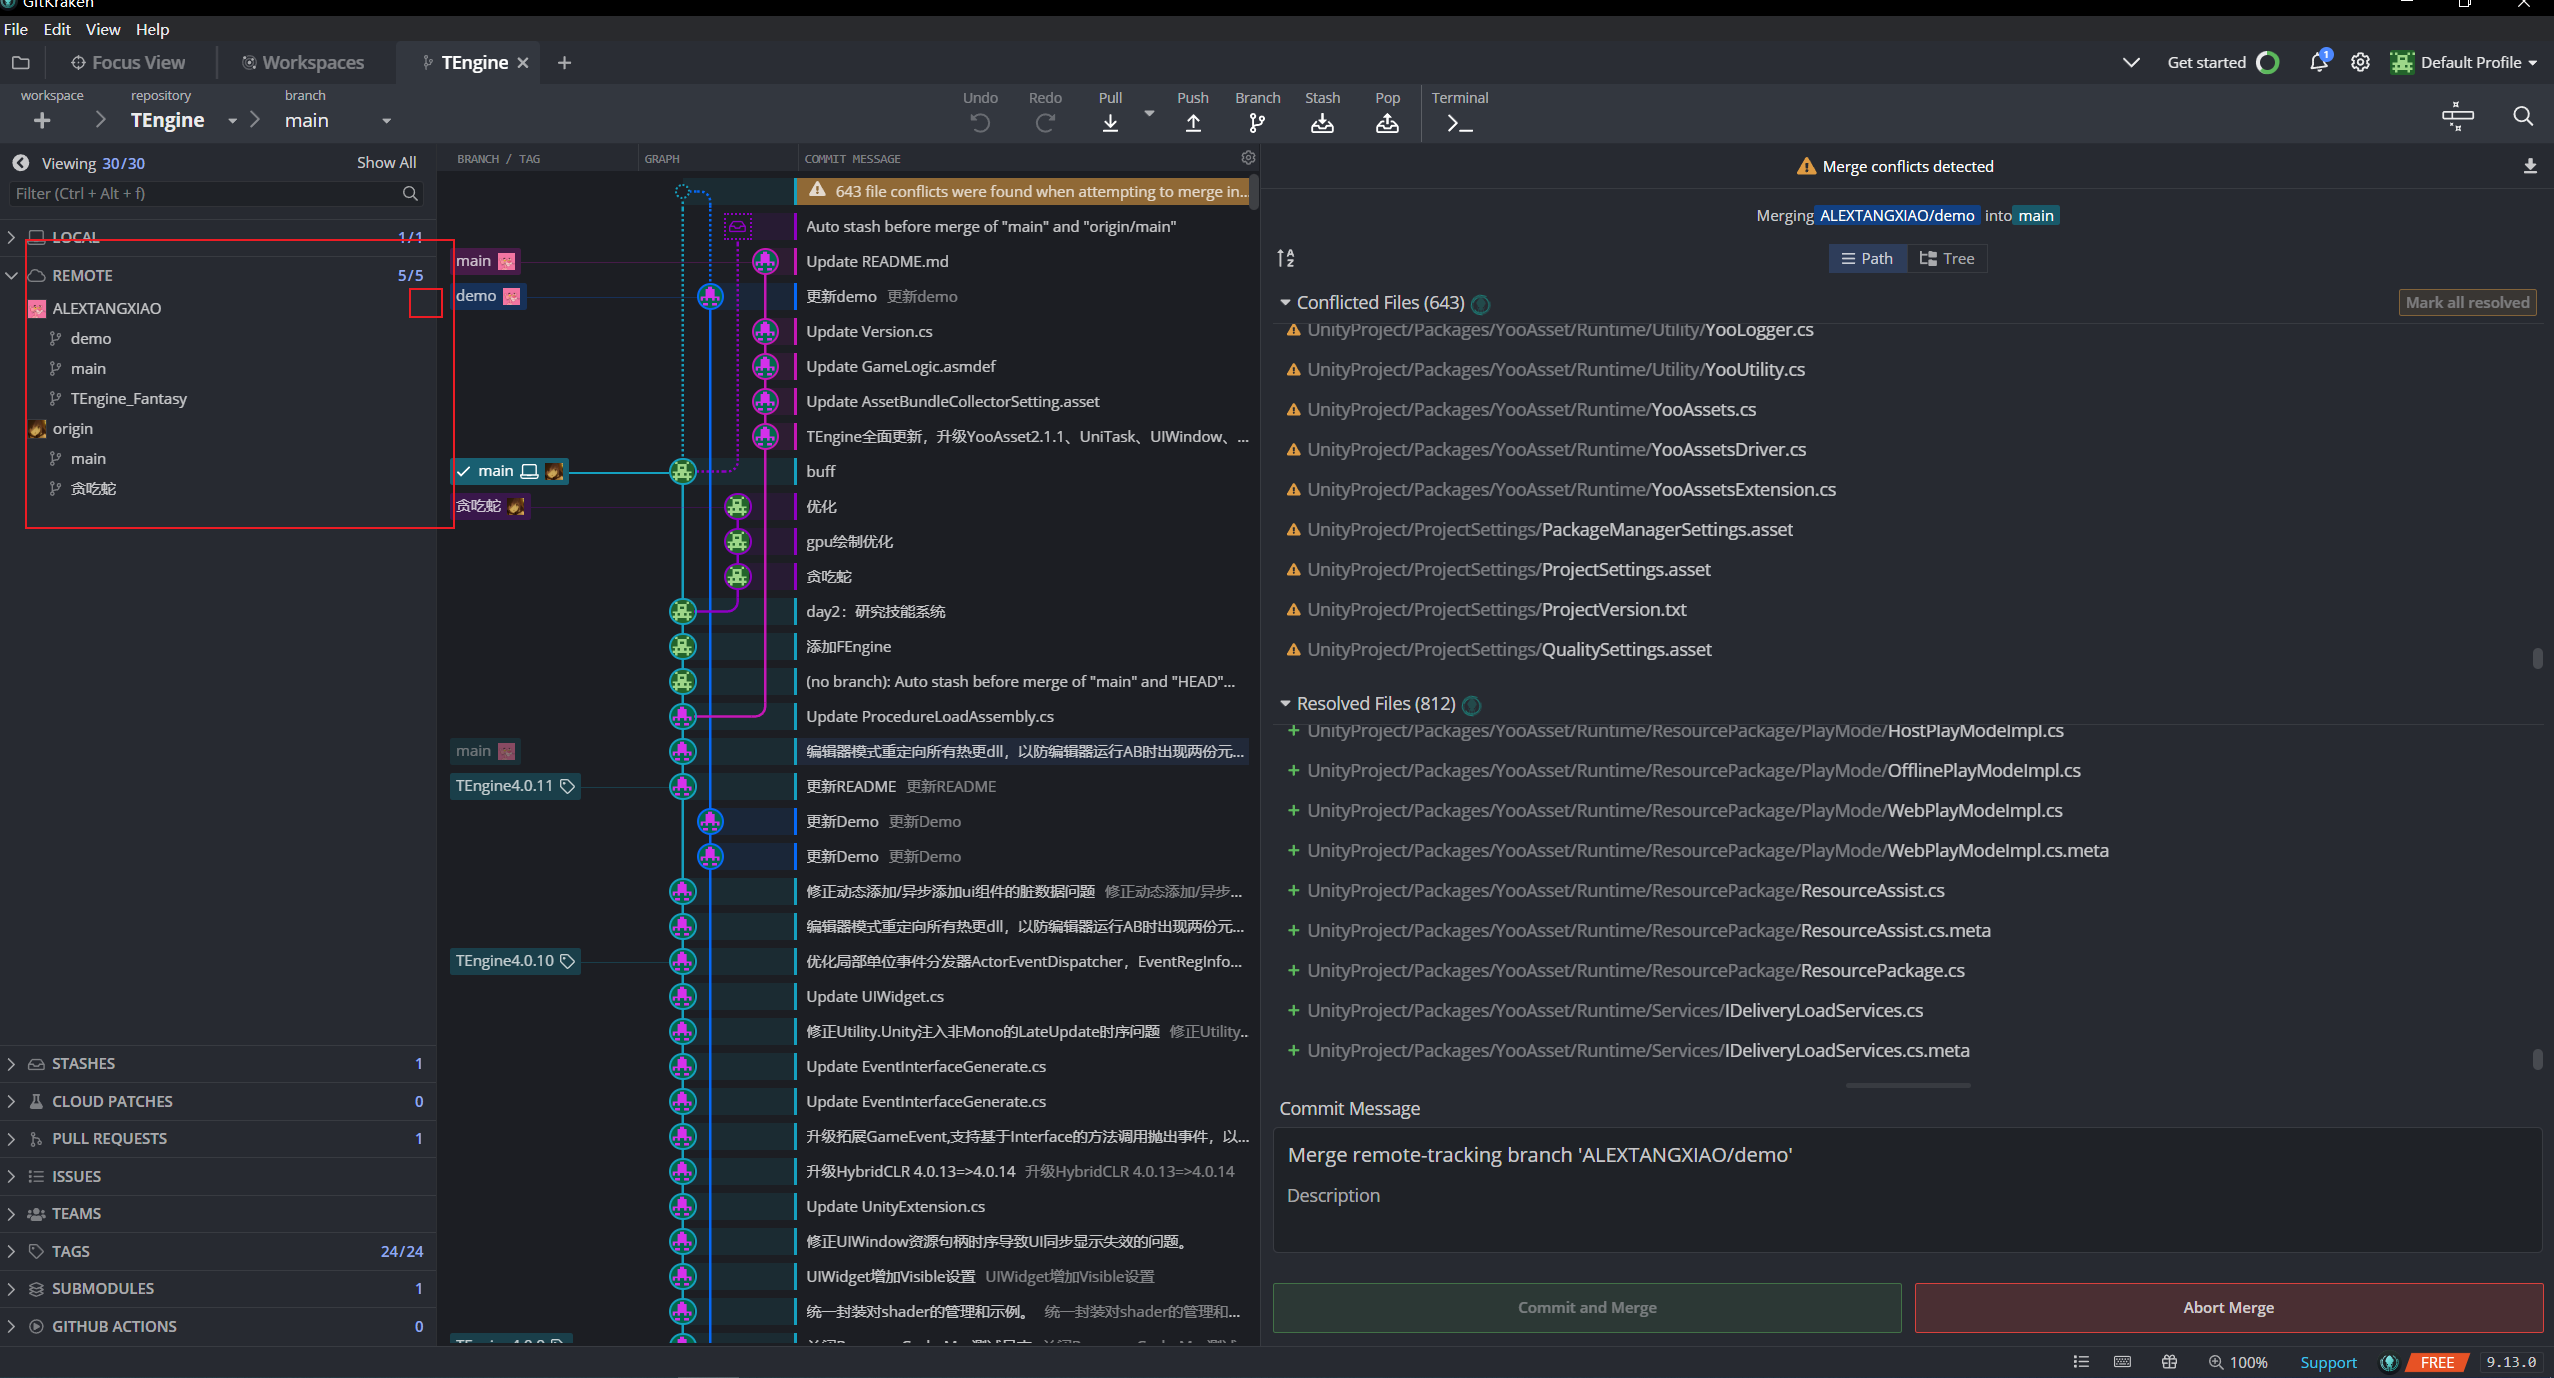 GitKraken
File Edit View Help
Focus View
Workspaces
TEngine
Get started
1
Default Profile
workspace
repository
TEngine
branch
main
Undo
Redo
Pull
Push
Branch
Stash
Pop
Terminal
Viewing 30/30
Show All
Filter (Ctrl + Alt + f)
LOCAL 1/1
REMOTE 5/5
ALEXTANGXIAO
demo
main
TEngine_Fantasy
origin
main
贪吃蛇
STASHES 1
CLOUD PATCHES 0
PULL REQUESTS 1
ISSUES
TEAMS
TAGS 24/24
SUBMODULES 1
GITHUB ACTIONS 0
BRANCH / TAG
GRAPH
COMMIT MESSAGE
643 file conflicts were found when attempting to merge in...
Auto stash before merge of "main" and "origin/main"
main Update README.md
demo 更新demo 更新demo
Update Version.cs
Update GameLogic.asmdef
Update AssetBundleCollectorSetting.asset
TEngine全面更新，升级YooAsset2.1.1、UniTask、UIWindow、...
main buff
贪吃蛇 优化
gpu绘制优化
贪吃蛇
day2：研究技能系统
添加FEngine
(no branch): Auto stash before merge of "main" and "HEAD"...
Update ProcedureLoadAssembly.cs
main 编辑器模式重定向所有热更dll，以防编辑器运行AB时出现两份元...
TEngine4.0.11 更新README 更新README
更新Demo 更新Demo
更新Demo 更新Demo
修正动态添加/异步添加ui组件的脏数据问题 修正动态添加/异步...
编辑器模式重定向所有热更dll，以防编辑器运行AB时出现两份元...
TEngine4.0.10 优化局部单位事件分发器ActorEventDispatcher，EventRegInfo...
Update UIWidget.cs
修正Utility.Unity注入非Mono的LateUpdate时序问题 修正Utility...
Update EventInterfaceGenerate.cs
Update EventInterfaceGenerate.cs
升级拓展GameEvent,支持基于Interface的方法调用抛出事件，以...
升级HybridCLR 4.0.13=>4.0.14 升级HybridCLR 4.0.13=>4.0.14
Update UnityExtension.cs
修正UIWindow资源句柄时序导致UI同步显示失效的问题。
UIWidget增加Visible设置 UIWidget增加Visible设置
统一封装对shader的管理和示例。 统一封装对shader的管理和...
Merge conflicts detected
Merging ALEXTANGXIAO/demo into main
Path
Tree
Conflicted Files (643)
Mark all resolved
UnityProject/Packages/YooAsset/Runtime/Utility/YooLogger.cs
UnityProject/Packages/YooAsset/Runtime/Utility/YooUtility.cs
UnityProject/Packages/YooAsset/Runtime/YooAssets.cs
UnityProject/Packages/YooAsset/Runtime/YooAssetsDriver.cs
UnityProject/Packages/YooAsset/Runtime/YooAssetsExtension.cs
UnityProject/ProjectSettings/PackageManagerSettings.asset
UnityProject/ProjectSettings/ProjectSettings.asset
UnityProject/ProjectSettings/ProjectVersion.txt
UnityProject/ProjectSettings/QualitySettings.asset
Resolved Files (812)
UnityProject/Packages/YooAsset/Runtime/ResourcePackage/PlayMode/HostPlayModeImpl.cs
UnityProject/Packages/YooAsset/Runtime/ResourcePackage/PlayMode/OfflinePlayModeImpl.cs
UnityProject/Packages/YooAsset/Runtime/ResourcePackage/PlayMode/WebPlayModeImpl.cs
UnityProject/Packages/YooAsset/Runtime/ResourcePackage/PlayMode/WebPlayModeImpl.cs.meta
UnityProject/Packages/YooAsset/Runtime/ResourcePackage/ResourceAssist.cs
UnityProject/Packages/YooAsset/Runtime/ResourcePackage/ResourceAssist.cs.meta
UnityProject/Packages/YooAsset/Runtime/ResourcePackage/ResourcePackage.cs
UnityProject/Packages/YooAsset/Runtime/Services/IDeliveryLoadServices.cs
UnityProject/Packages/YooAsset/Runtime/Services/IDeliveryLoadServices.cs.meta
Commit Message
Merge remote-tracking branch 'ALEXTANGXIAO/demo'
Description
Commit and Merge
Abort Merge
100%
Support
FREE
9.13.0